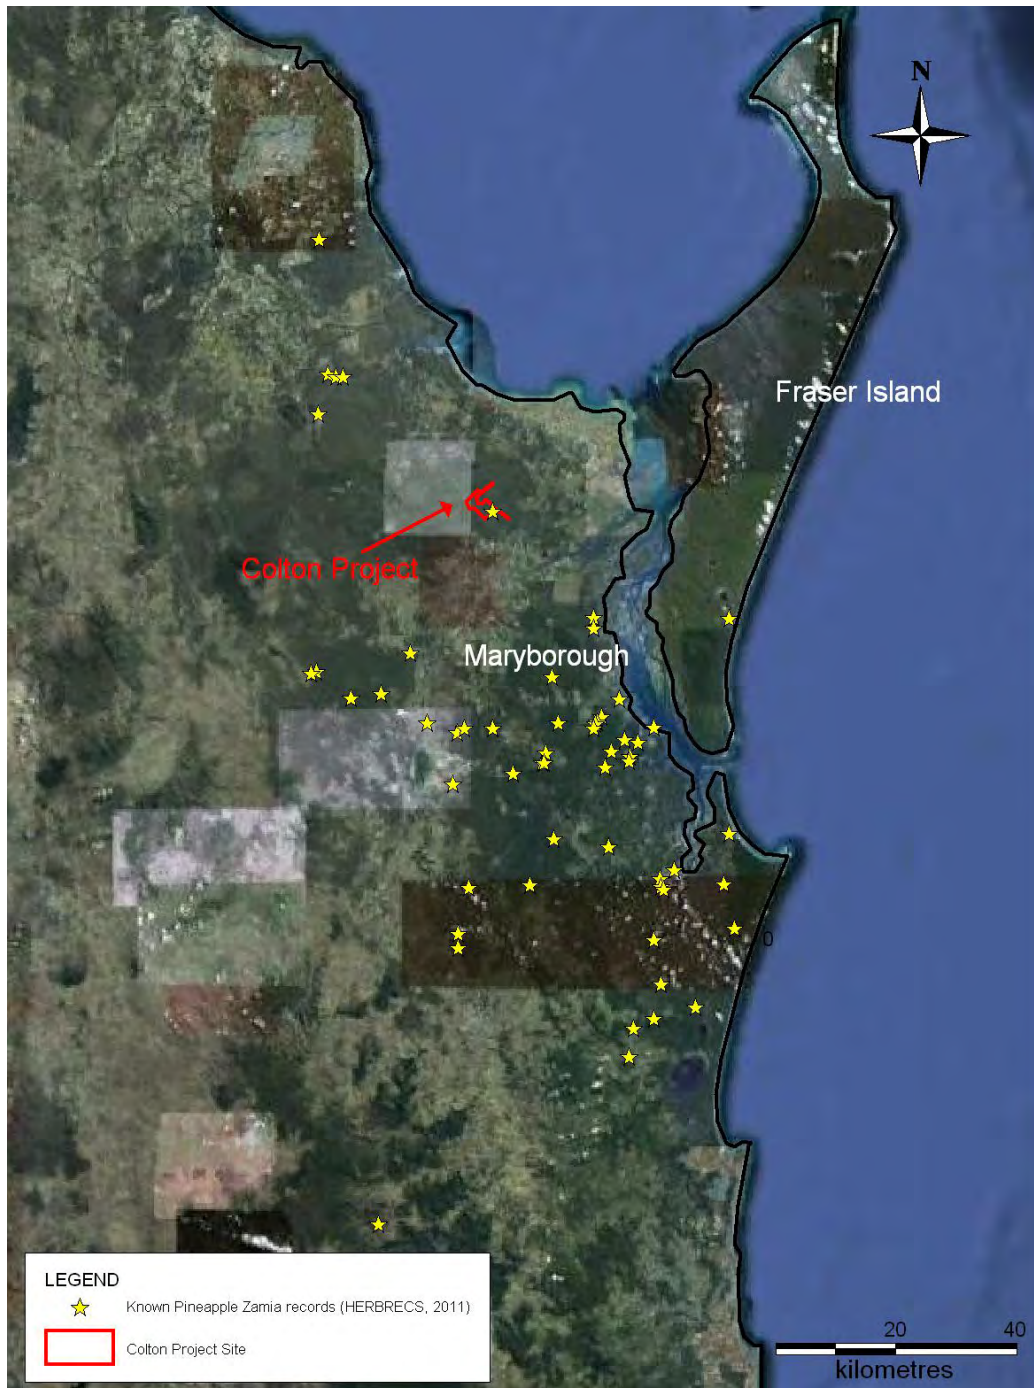 N
Fraser Island
Colton Project
Maryborough
0
LEGEND
Known Pineapple Zamia records (HERBRECS, 2011)
Colton Project Site
20 40
kilometres